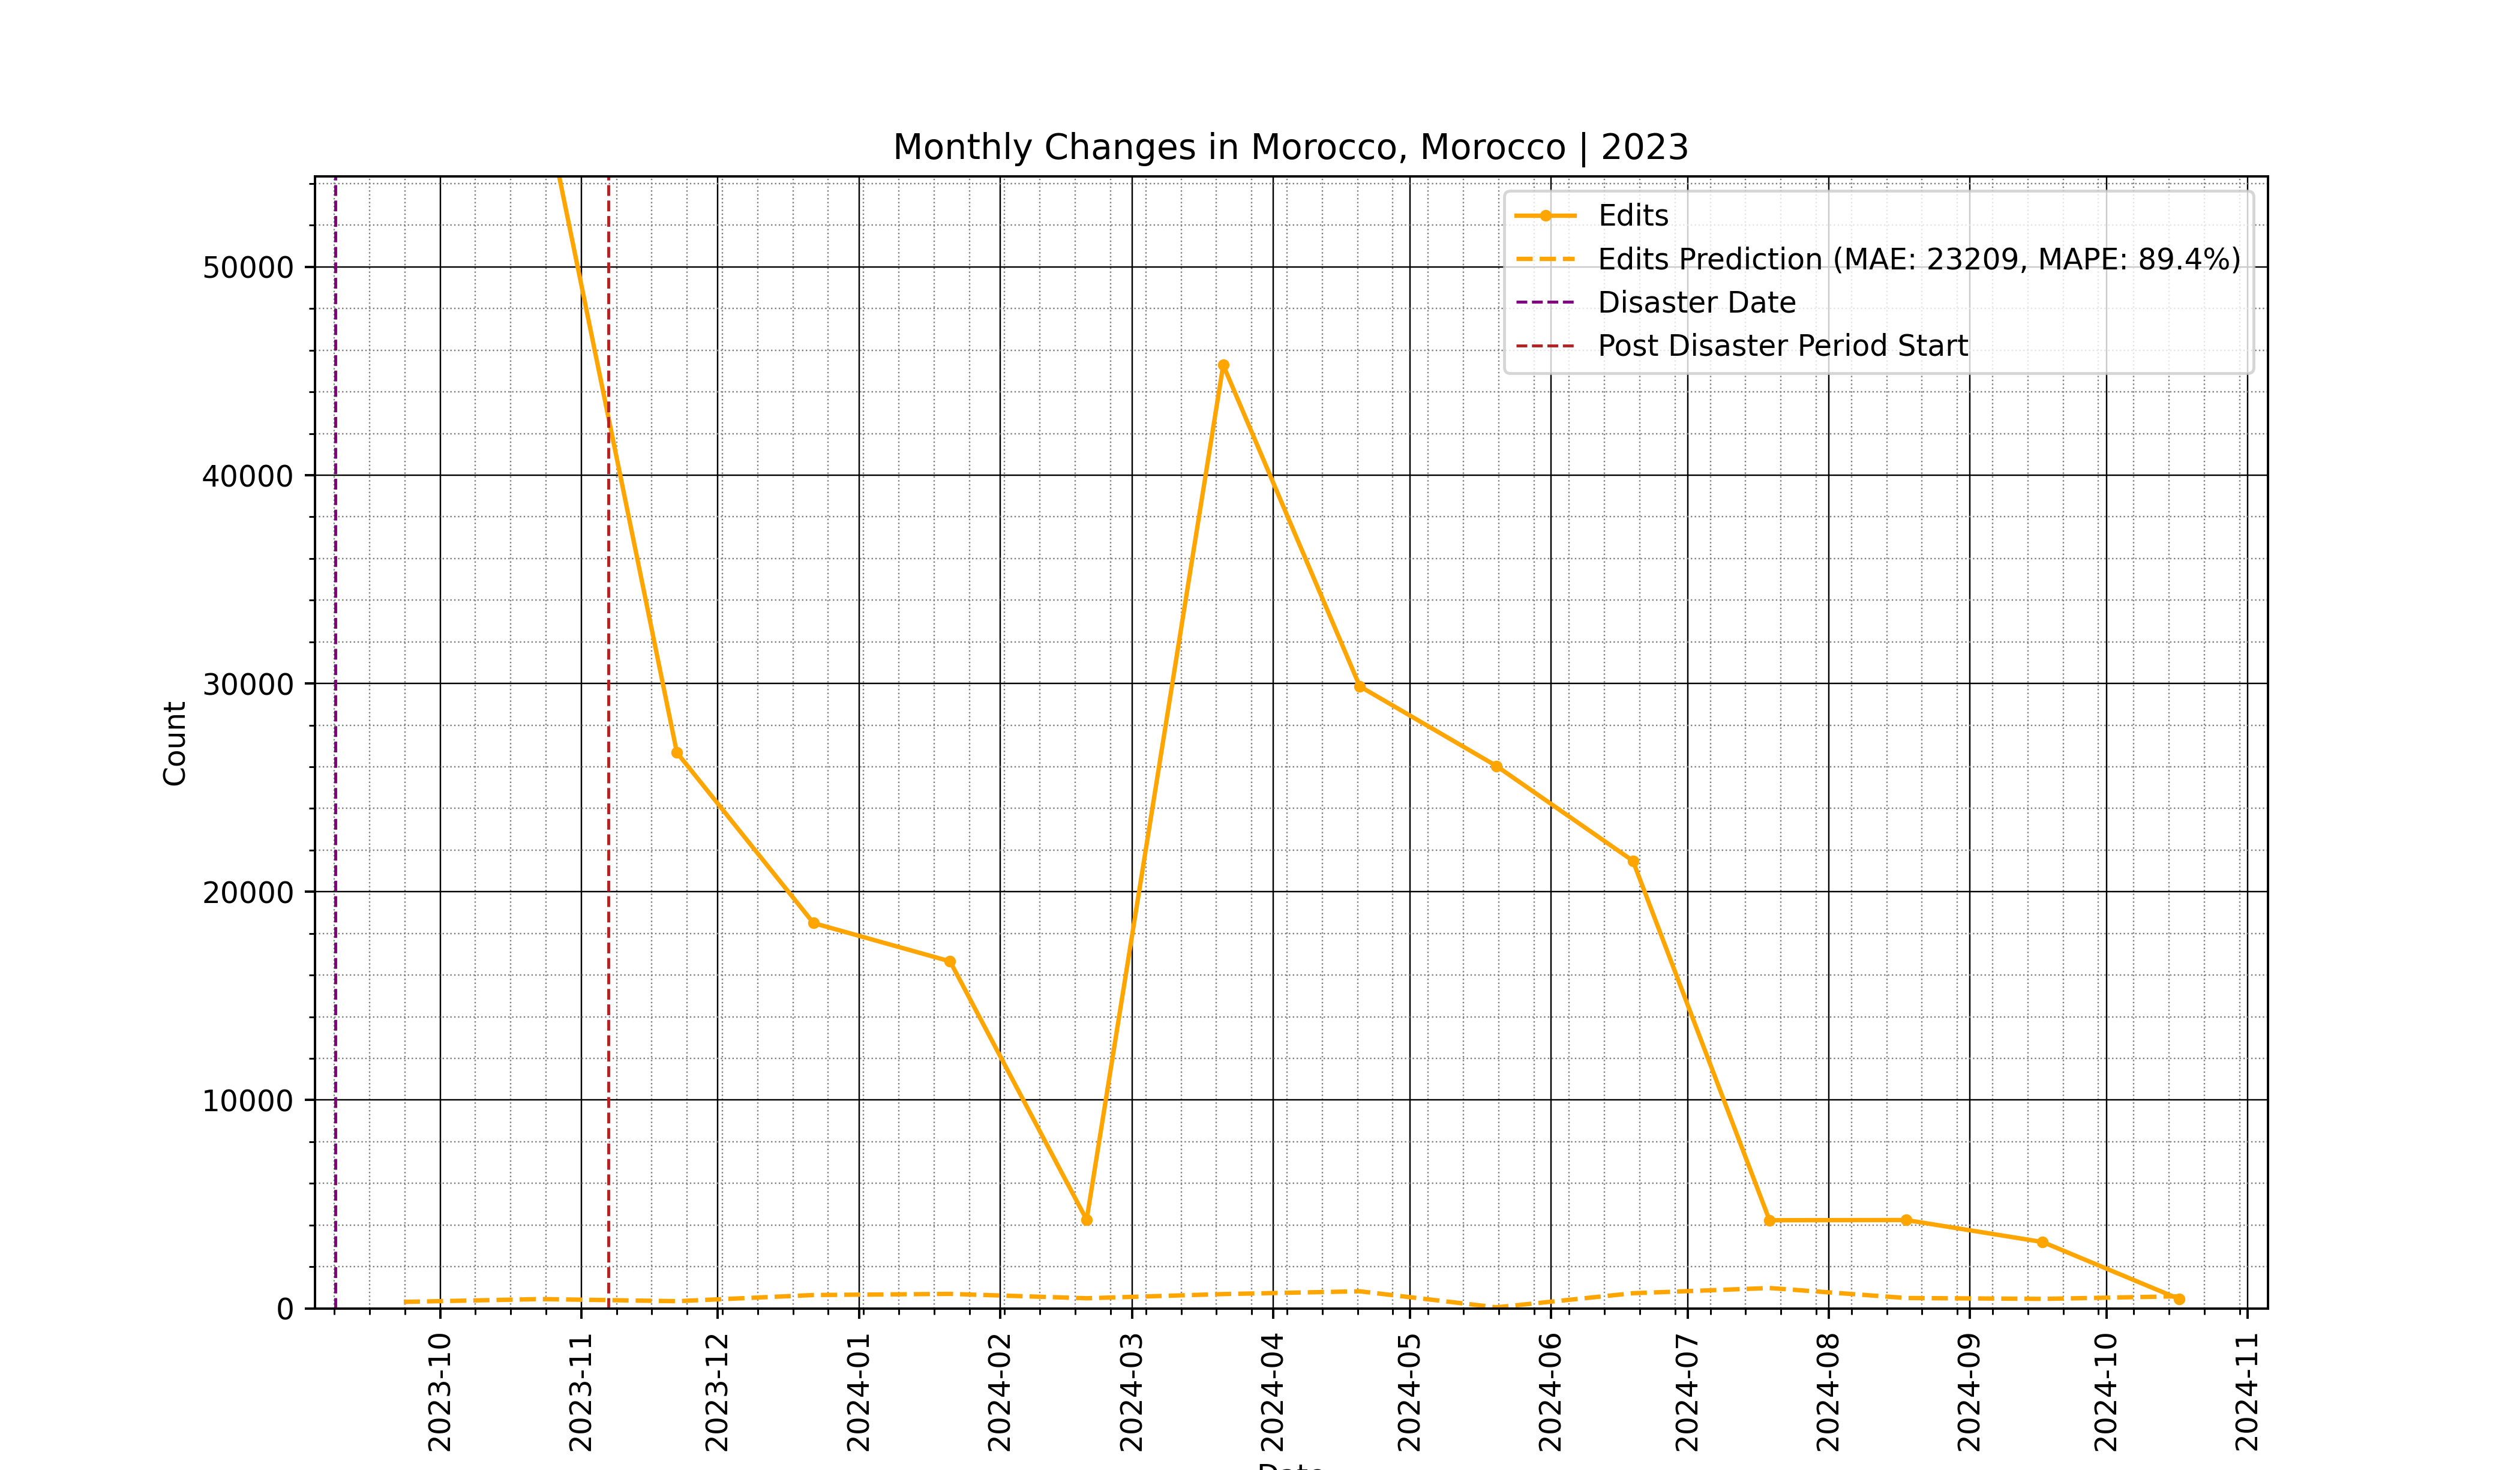 Monthly Changes in Morocco, Morocco | 2023
Edits
Edits Prediction (MAE: 23209, MAPE: 89.4%)
Disaster Date
Post Disaster Period Start
Count
50000
40000
30000
20000
10000
0
2023-10
2023-11
2023-12
2024-01
2024-02
2024-03
2024-04
2024-05
2024-06
2024-07
2024-08
2024-09
2024-10
2024-11
Date